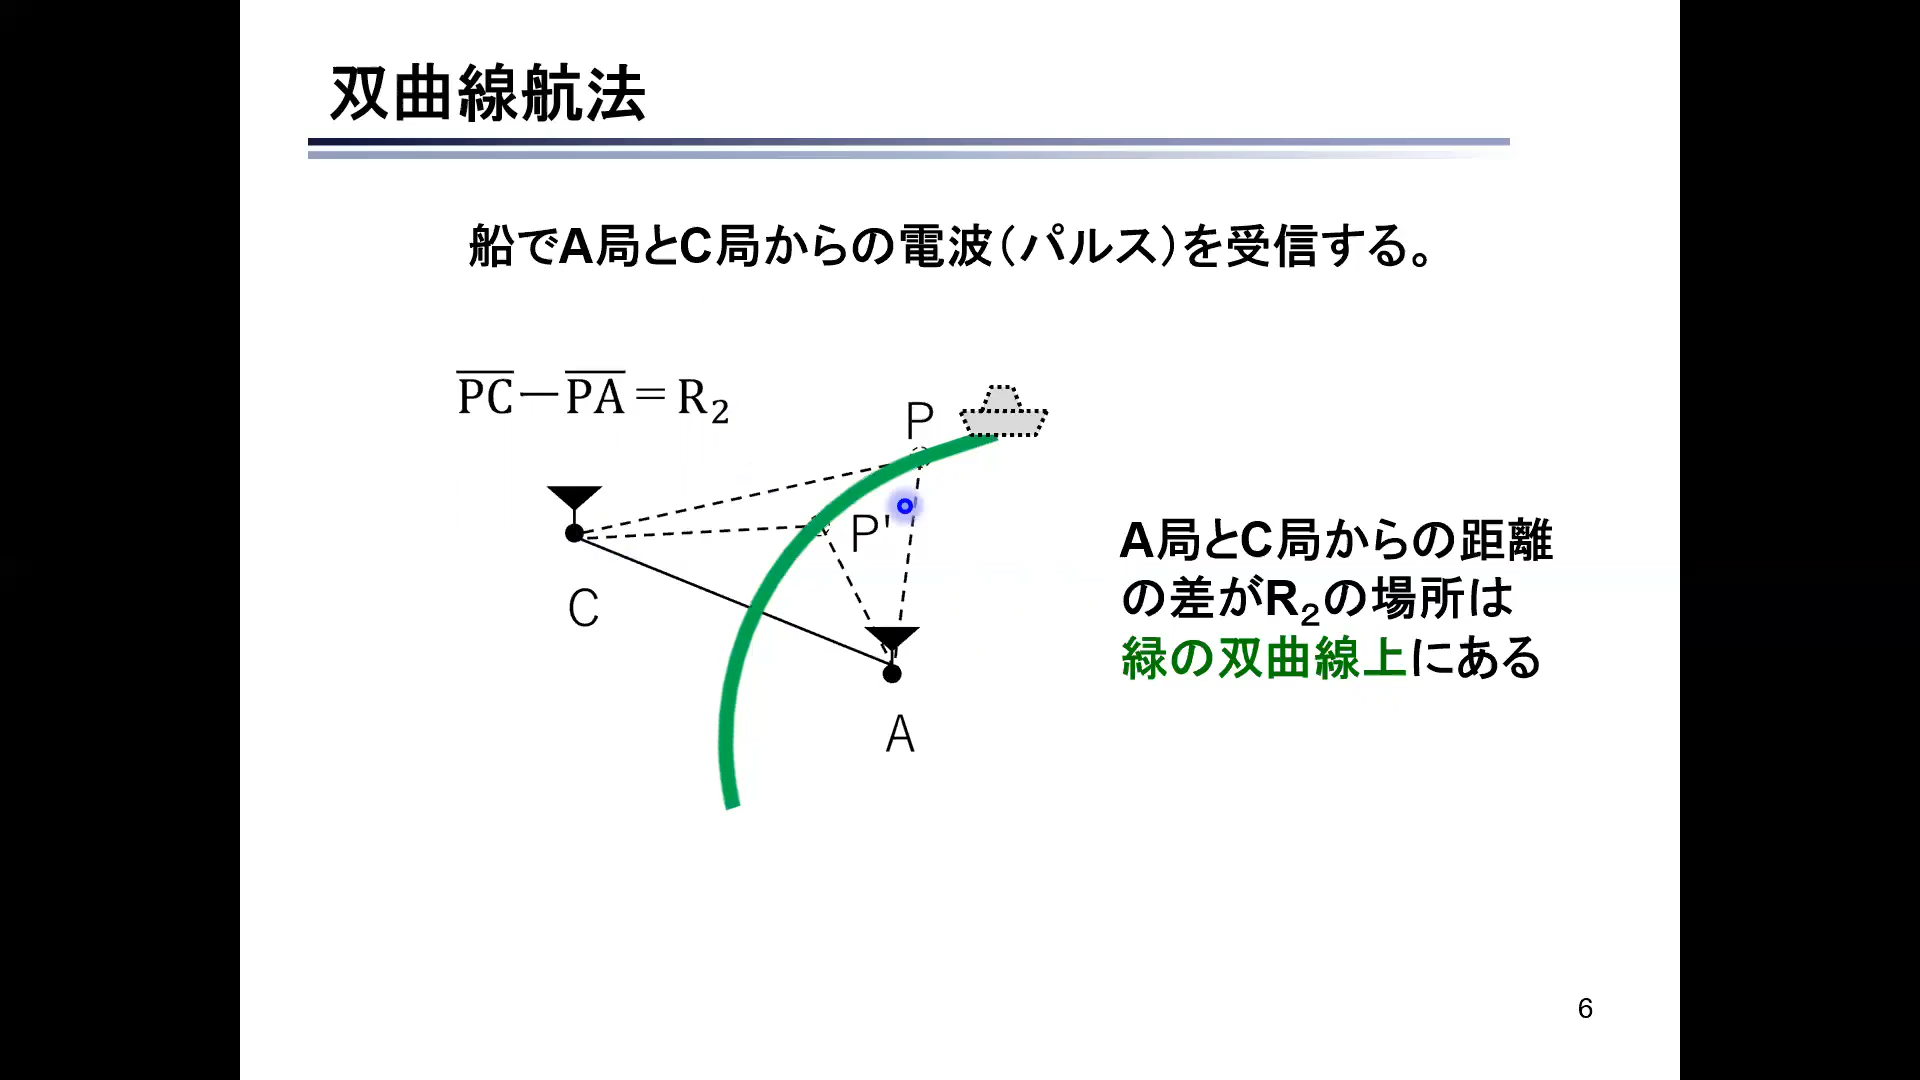 双曲線航法
船でA局とC局からの電波（パルス）を受信する。
PC－PA＝R₂
P
P'
C
A
A局とC局からの距離
の差がR₂の場所は
緑の双曲線上にある
6